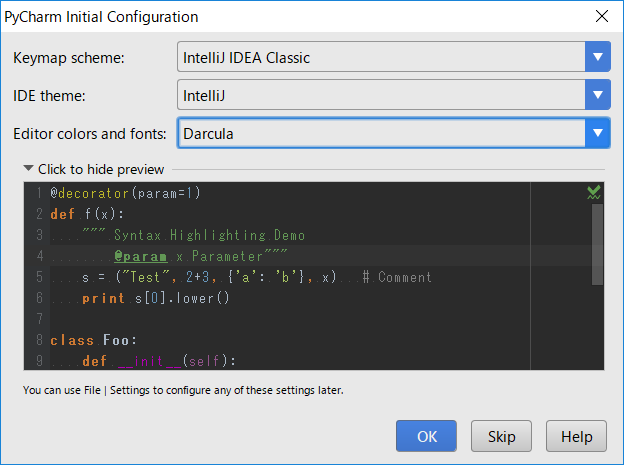 PyCharm Initial Configuration
Keymap scheme: IntelliJ IDEA Classic
IDE theme: IntelliJ
Editor colors and fonts: Darcula
Click to hide preview
1 @decorator(param=1)
2 def f(x):
3 """ Syntax Highlighting Demo
4 @param x Parameter"""
5 s = ("Test", 2+3, {'a': 'b'}, x) # Comment
6 print s[0].lower()
7
8 class Foo:
9 def __init__(self):
You can use File | Settings to configure any of these settings later.
OK Skip Help